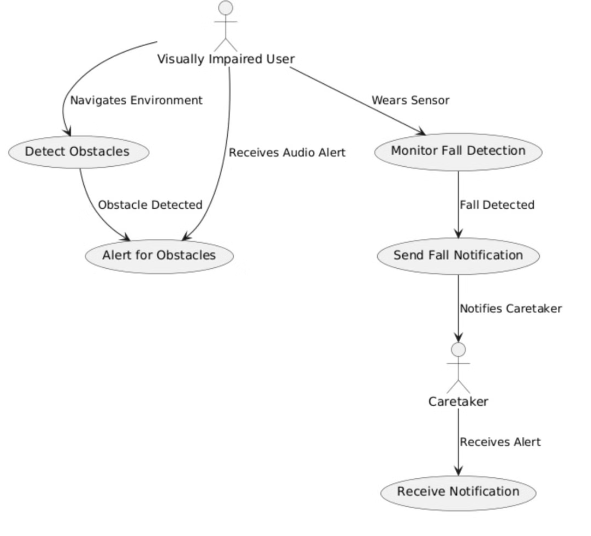 Visually Impaired User
Navigates Environment
Wears Sensor
Detect Obstacles
Receives Audio Alert
Monitor Fall Detection
Obstacle Detected
Fall Detected
Alert for Obstacles
Send Fall Notification
Notifies Caretaker
Caretaker
Receives Alert
Receive Notification